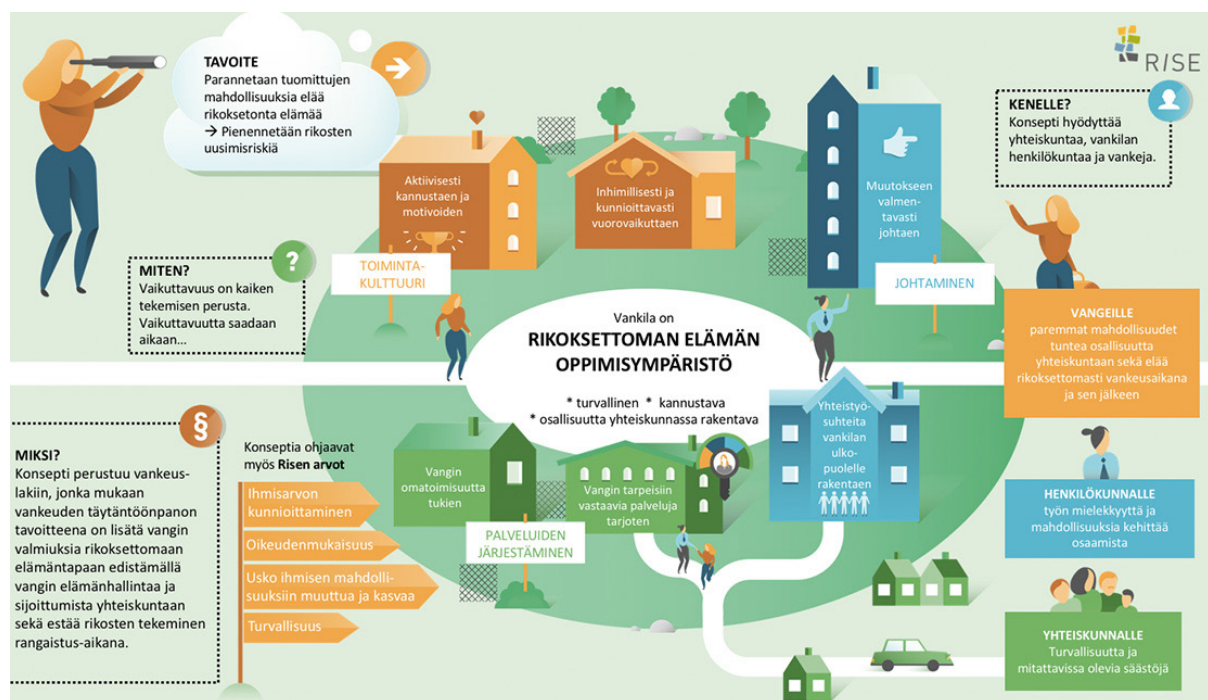 TAVOITE
Parannetaan tuomittujen
mahdollisuuksia elää
rikoksetonta elämää
→ Pienennetään rikosten
uusimisriskiä
RISE
KENELLE?
Konsepti hyödyttää
yhteiskuntaa, vankilan
henkilökuntaa ja vankeja.
Aktiivisesti
kannustaen ja
motivoiden
Inhimillisesti ja
kunnioittavasti
vuorovaikuttaen
Muutokseen
valmen-
tavasti
johtaen
MITEN?
Vaikuttavuus on kaiken
tekemisen perusta.
Vaikuttavuutta saadaan
aikaan...
?
TOIMINTA-
KULTTUURI
JOHTAMINEN
Vankila on
RIKOKSETTOMAN ELÄMÄN
OPPIMISYMPÄRISTÖ
* turvallinen * kannustava
* osallisuutta yhteiskunnassa rakentava
VANGEILLE
paremmat mahdollisuudet
tuntea osallisuutta
yhteiskuntaan sekä elää
rikoksettomasti vankeusaikana
ja sen jälkeen
§
MIKSI?
Konsepti perustuu vankeus-
lakiin, jonka mukaan
vankeuden täytäntöönpanon
tavoitteena on lisätä vangin
valmiuksia rikoksettomaan
elämäntapaan edistämällä
vangin elämänhallintaa ja
sijoittumista yhteiskuntaan
sekä estää rikosten tekeminen
rangaistus-aikana.
Konseptia ohjaavat
myös Risen arvot
Ihmisarvon
kunnioittaminen
Oikeudenmukaisuus
Usko ihmisen mahdolli-
suuksiin muuttua ja kasvaa
Turvallisuus
Vangin
omatoimisuutta
tukien
Vangin tarpeisiin
vastaavia palveluja
tarjoten
Yhteistyö-
suhteita
vankilan
ulko-
puolelle
rakentaen
PALVELUIDEN
JÄRJESTÄMINEN
HENKILÖKUNNALLE
työn mielekkyyttä ja
mahdollisuuksia kehittää
osaamista
YHTEISKUNNALLE
Turvallisuutta ja
mitattavissa olevia säästöjä